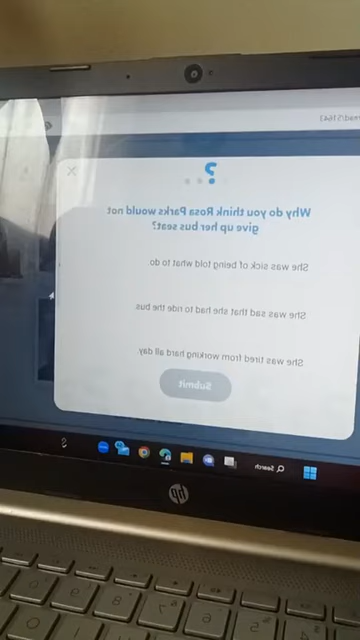 read/51643
?
Why do you think Rosa Parks would not
give up her bus seat?
She was sick of being told what to do.
She was sad that she had to ride the bus.
She was tired from working hard all day
Submit
Search
hp